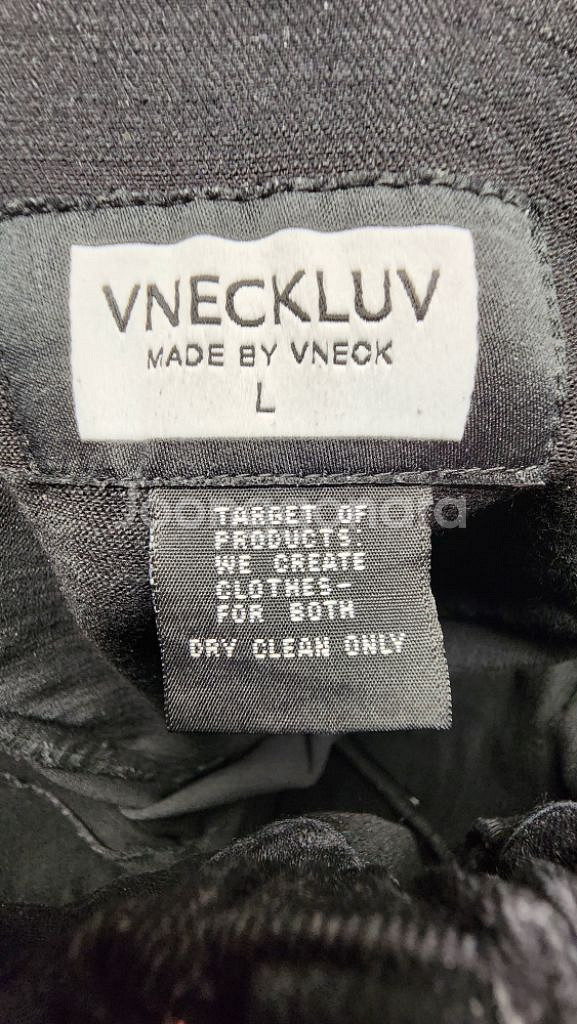 VNECKLUV
MADE BY VNECK
L
TARGET OF
PRODUCTS.
WE CREATE
CLOTHES-
FOR BOTH
DRY CLEAN ONLY